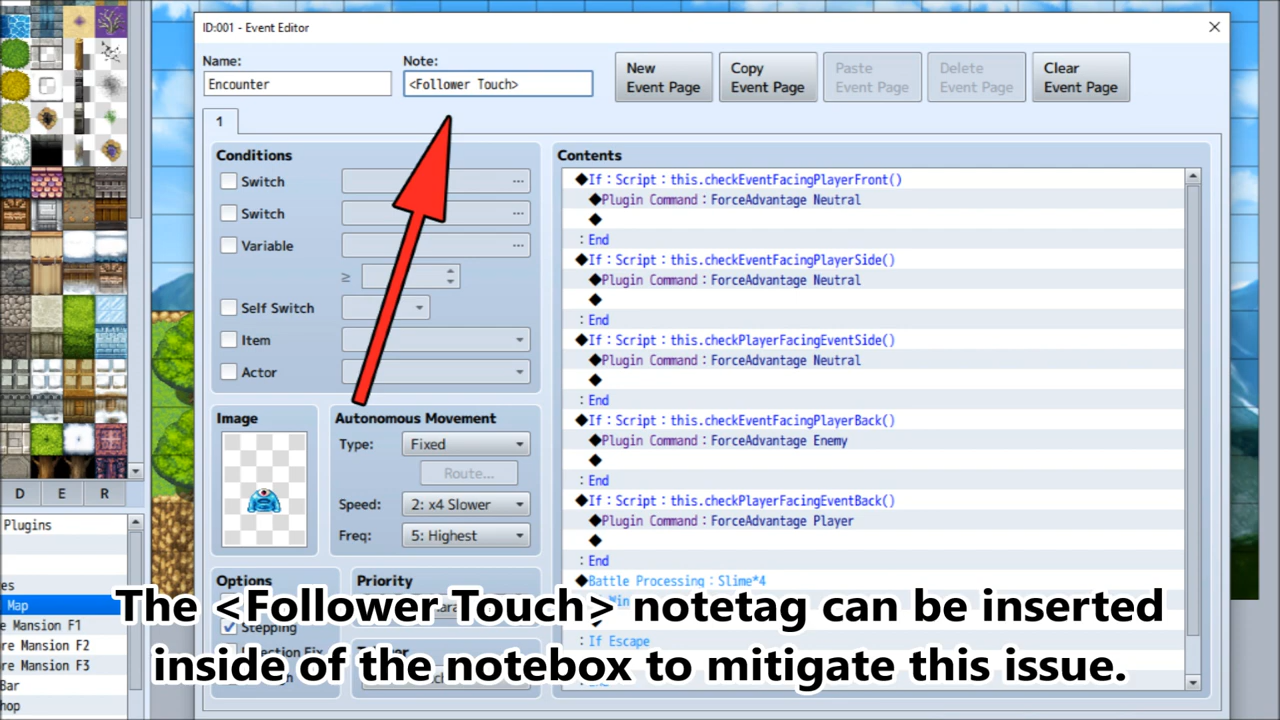 ID:001 - Event Editor
Name:
Note:
Encounter
<Follower Touch>
New
Event Page
Copy
Event Page
Paste
Event Page
Delete
Event Page
Clear
Event Page
1
Conditions
Switch
Switch
Variable
≥
Self Switch
Item
Actor
Image
Autonomous Movement
Type:
Fixed
Route...
Speed:
2: x4 Slower
Freq:
5: Highest
Options
Stepping
Priority
Contents
◆If：Script：this.checkEventFacingPlayerFront()
◆Plugin Command：ForceAdvantage Neutral
◆
：End
◆If：Script：this.checkEventFacingPlayerSide()
◆Plugin Command：ForceAdvantage Neutral
◆
：End
◆If：Script：this.checkPlayerFacingEventSide()
◆Plugin Command：ForceAdvantage Neutral
◆
：End
◆If：Script：this.checkEventFacingPlayerBack()
◆Plugin Command：ForceAdvantage Enemy
◆
：End
◆If：Script：this.checkPlayerFacingEventBack()
◆Plugin Command：ForceAdvantage Player
◆
：End
◆Battle Processing：Slime*4
Win
：If Escape
D
E
R
Plugins
es
Map
e Mansion F1
re Mansion F2
re Mansion F3
Bar
hop
The <Follower Touch> notetag can be inserted
inside of the notebox to mitigate this issue.